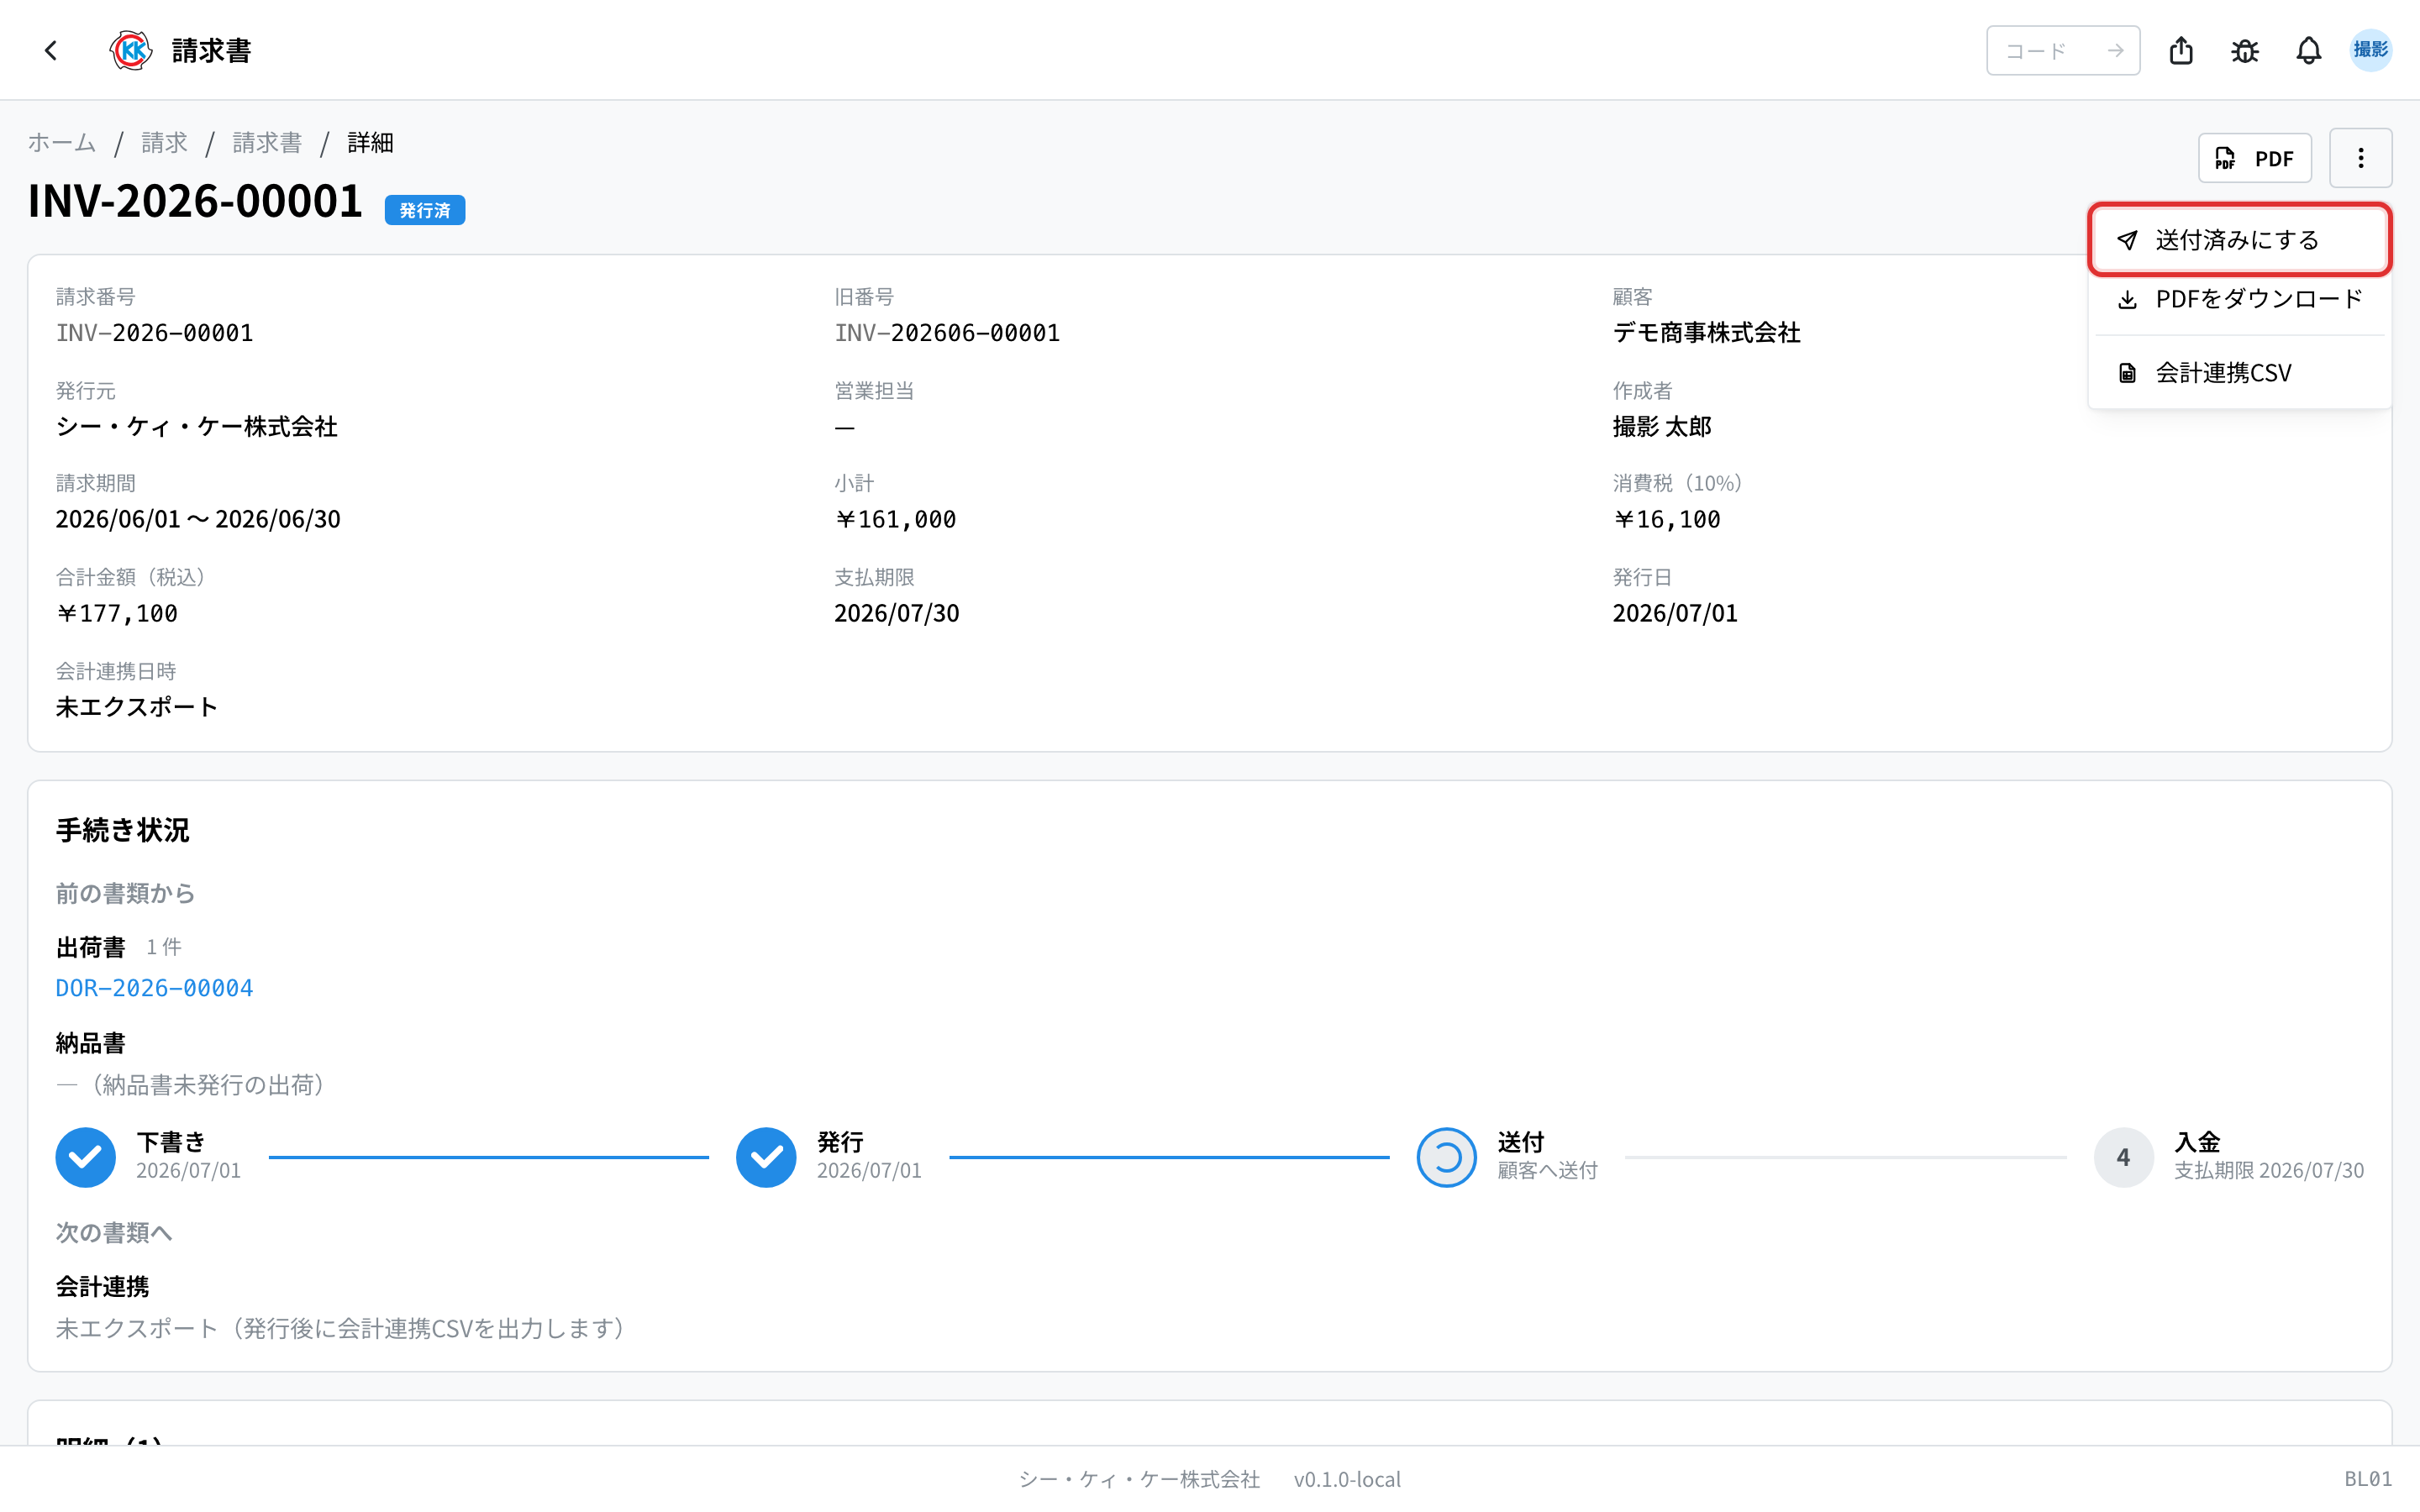 CKK 請求書
コード
撮影
ホーム / 請求 / 請求書 / 詳細
PDF PDF
INV-2026-00001 発行済
送付済みにする
PDFをダウンロード
会計連携CSV
請求番号
INV-2026-00001
旧番号
INV-202606-00001
顧客
デモ商事株式会社
発行元
シー・ケィ・ケー株式会社
営業担当
—
作成者
撮影 太郎
請求期間
2026/06/01 〜 2026/06/30
小計
¥161,000
消費税（10%）
¥16,100
合計金額（税込）
¥177,100
支払期限
2026/07/30
発行日
2026/07/01
会計連携日時
未エクスポート
手続き状況
前の書類から
出荷書 1 件
DOR-2026-00004
納品書
—（納品書未発行の出荷）
下書き
2026/07/01
発行
2026/07/01
送付
顧客へ送付
4
入金
支払期限 2026/07/30
次の書類へ
会計連携
未エクスポート（発行後に会計連携CSVを出力します）
明細（1）
シー・ケィ・ケー株式会社 v0.1.0-local
BL01